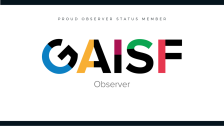 PROUD OBSERVER STATUS MEMBER
GAISF
Observer